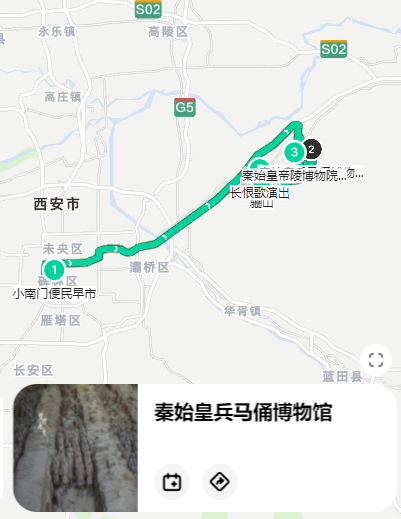 S02
永乐镇
高陵区
县
S02
高庄镇
G5
2
3
秦始皇帝陵博物院...
物...
长恨歌演出
骊山
西安市
未央区
1
灞桥区
小南门便民早市
雁塔区
华胥镇
长安区
蓝田县
秦始皇兵马俑博物馆